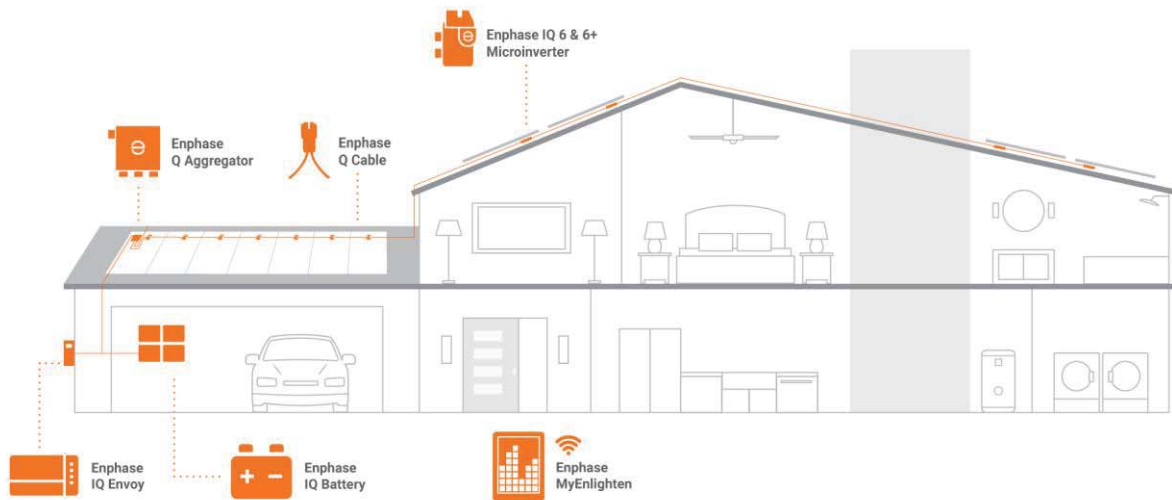 Enphase IQ 6 & 6+
Microinverter
Enphase
Q Aggregator
Enphase
Q Cable
Enphase
IQ Envoy
Enphase
IQ Battery
Enphase
MyEnlighten